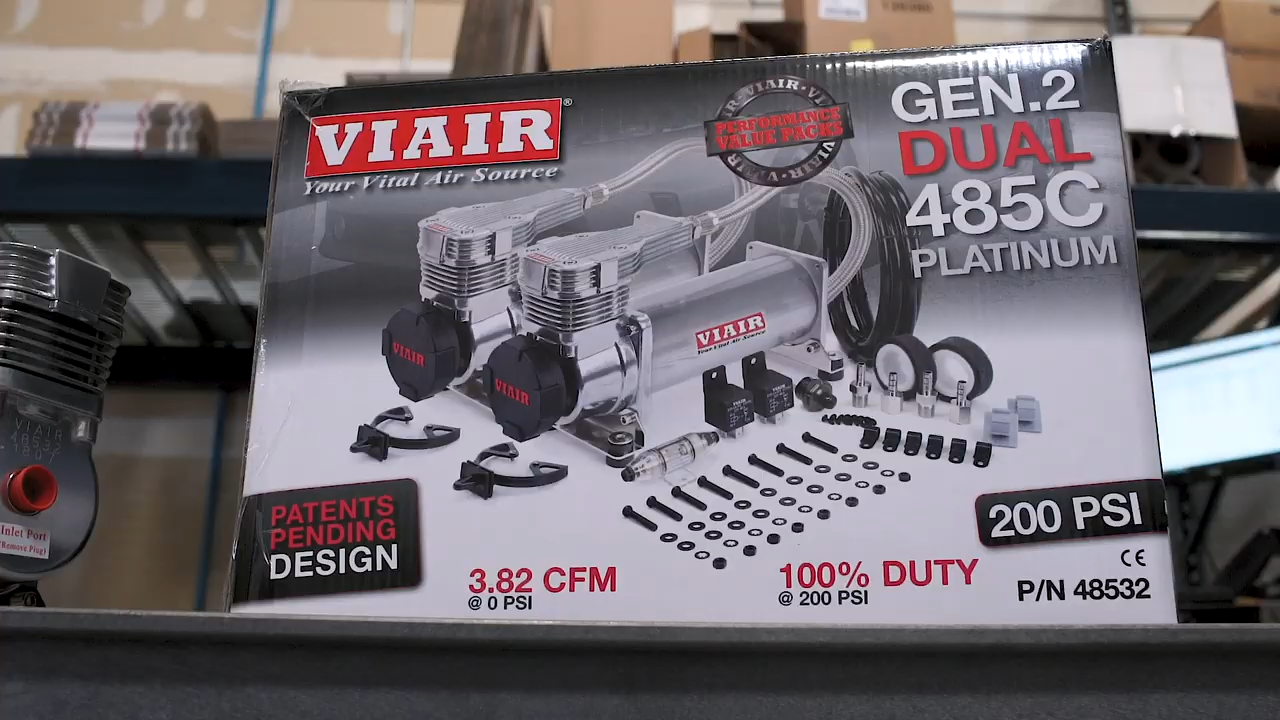 VIAIR®
Your Vital Air Source
VIAIR
PERFORMANCE
VALUE PACKS
VIAIR
GEN.2
DUAL
485C
PLATINUM
VIAIR
Your Vital Air Source
VIAIR
VIAIR
PATENTS
PENDING
DESIGN
3.82 CFM
@ 0 PSI
100% DUTY
@ 200 PSI
200 PSI
CE
P/N 48532
Inlet Port
(Remove Plug)